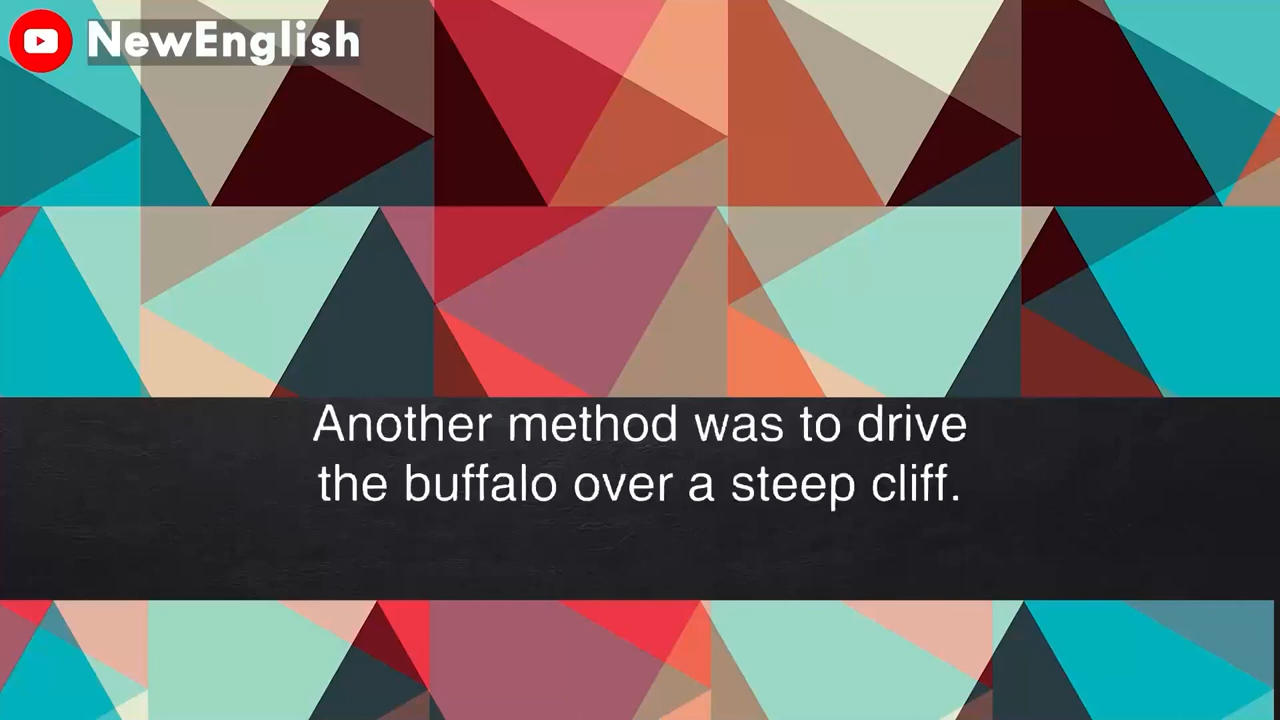 NewEnglish
Another method was to drive
the buffalo over a steep cliff.